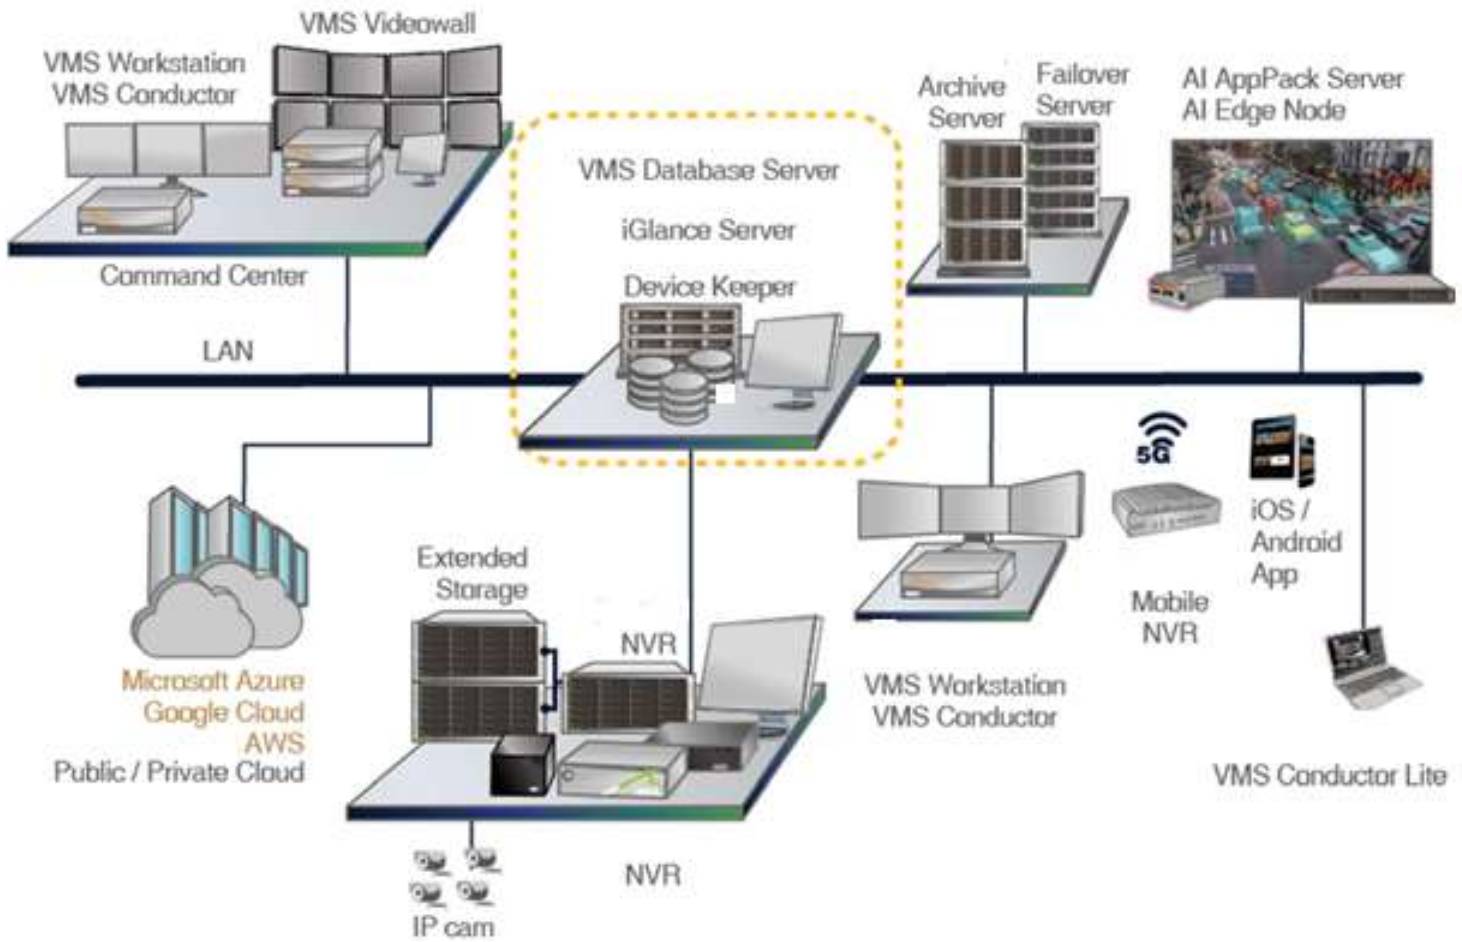 VMS Videowall
VMS Workstation
VMS Conductor
Command Center
VMS Database Server
iGlance Server
Device Keeper
Archive
Server
Failover
Server
AI AppPack Server
AI Edge Node
LAN
Microsoft Azure
Google Cloud
AWS
Public / Private Cloud
Extended
Storage
NVR
IP cam
NVR
VMS Workstation
VMS Conductor
5G
Mobile
NVR
iOS /
Android
App
VMS Conductor Lite